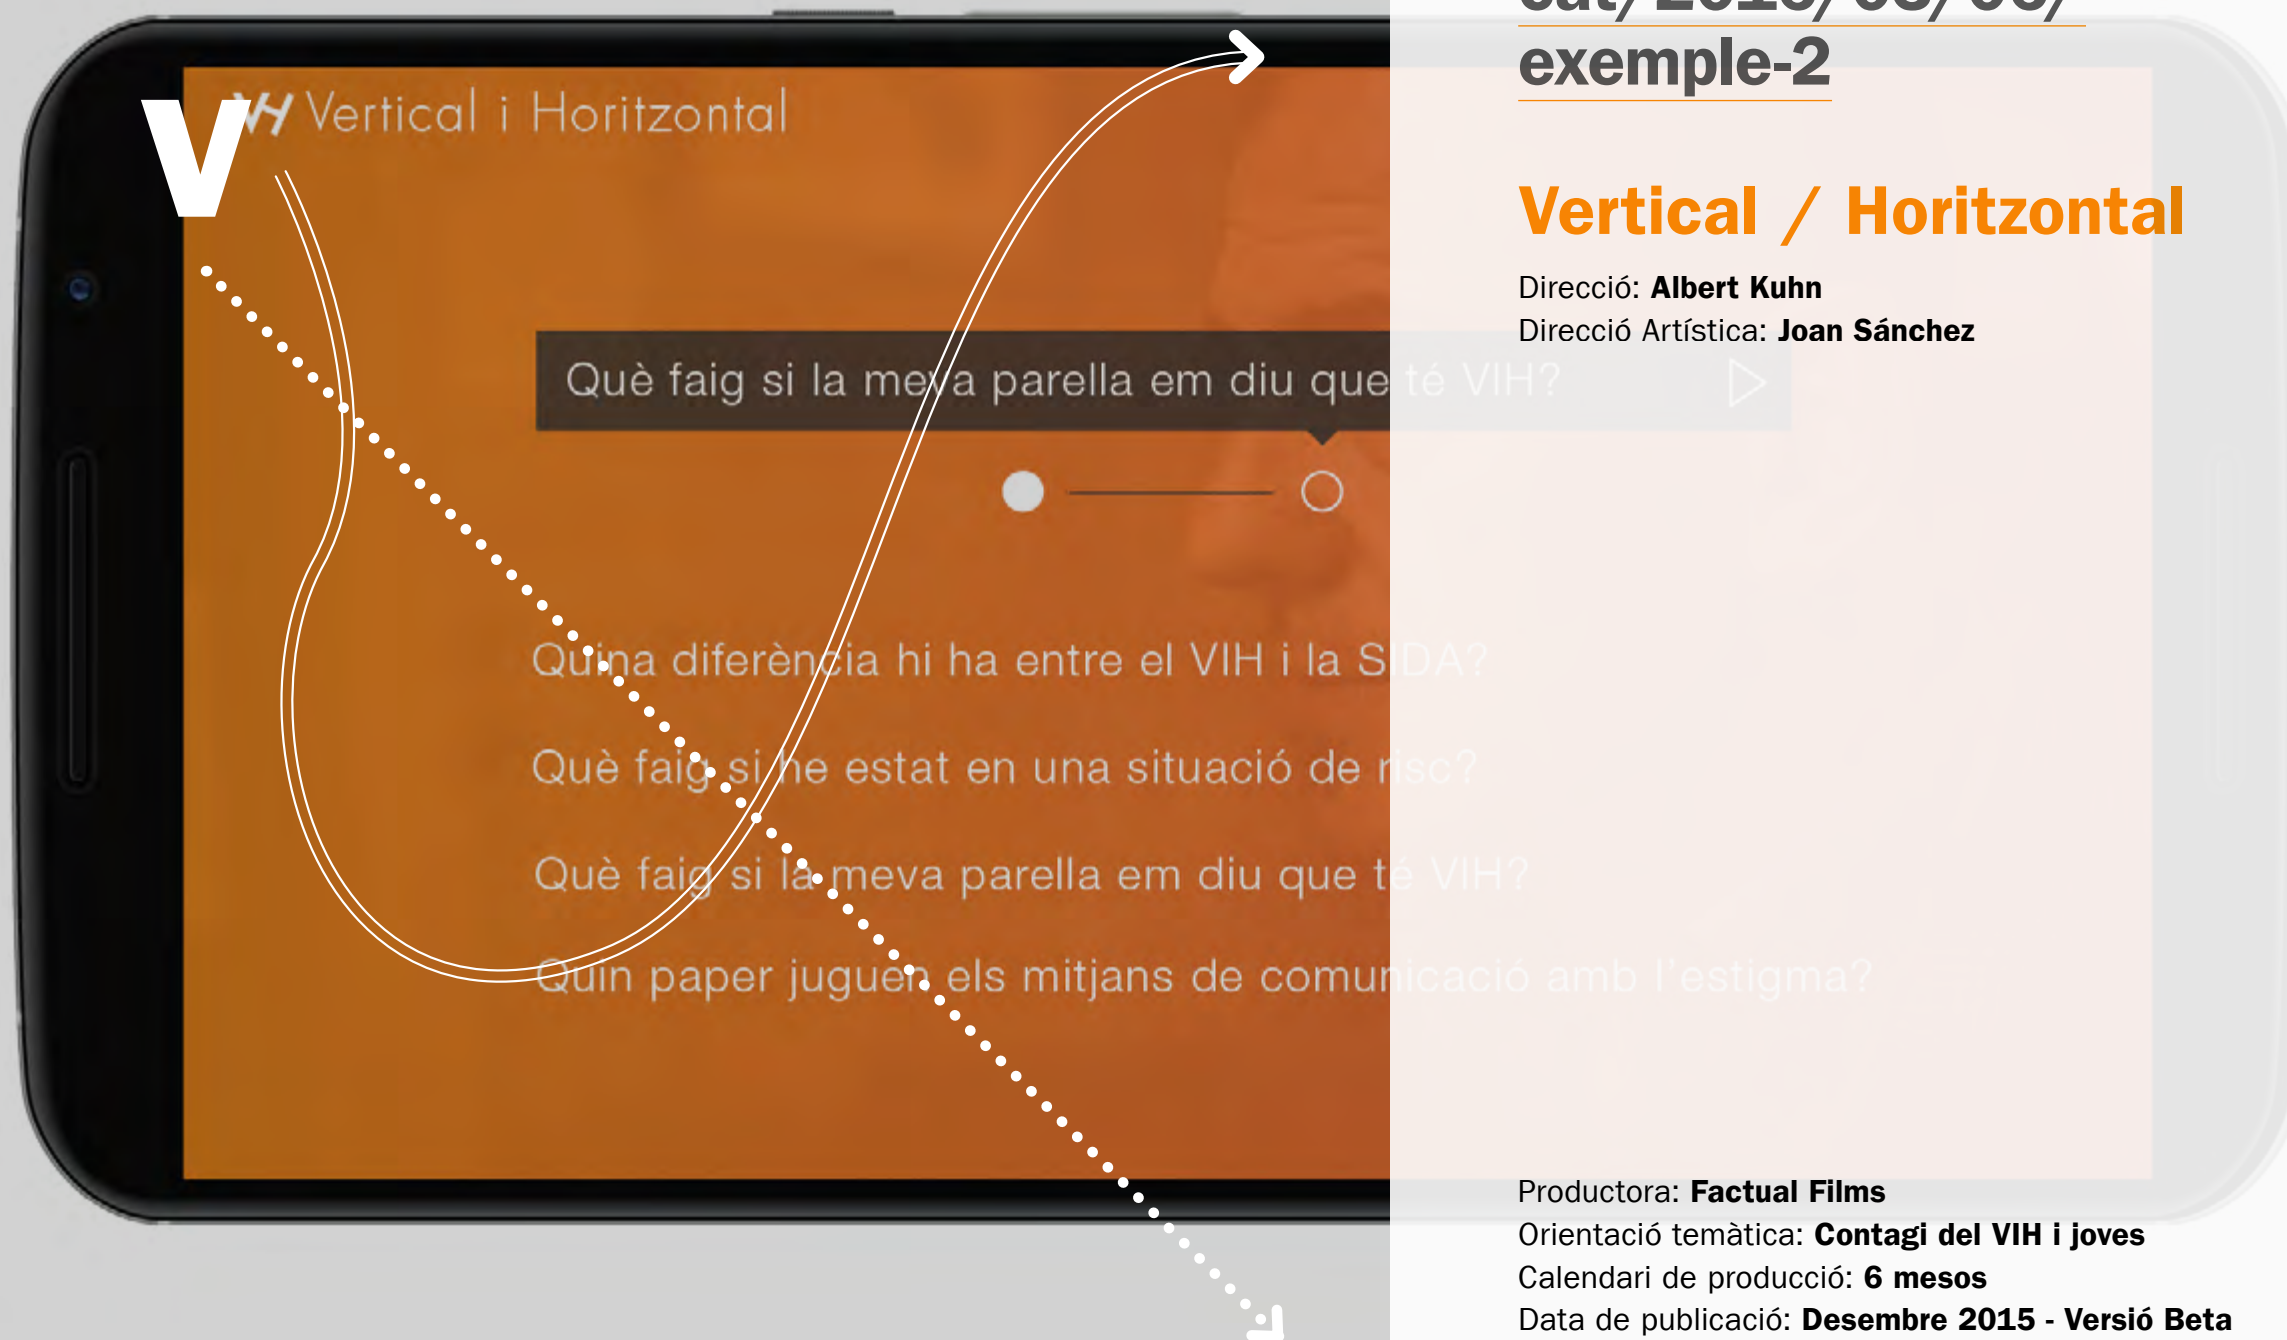 V
VH Vertical i Horitzontal
Què faig si la meva parella em diu que té VIH?
Quina diferència hi ha entre el VIH i la SIDA?
Què faig si he estat en una situació de risc?
Què faig si la meva parella em diu que té VIH?
Quin paper juguen els mitjans de comunicació amb l'estigma?
cat/2016/03/06/
exemple-2
Vertical / Horitzontal
Direcció: Albert Kuhn
Direcció Artística: Joan Sánchez
Productora: Factual Films
Orientació temàtica: Contagi del VIH i joves
Calendari de producció: 6 mesos
Data de publicació: Desembre 2015 - Versió Beta